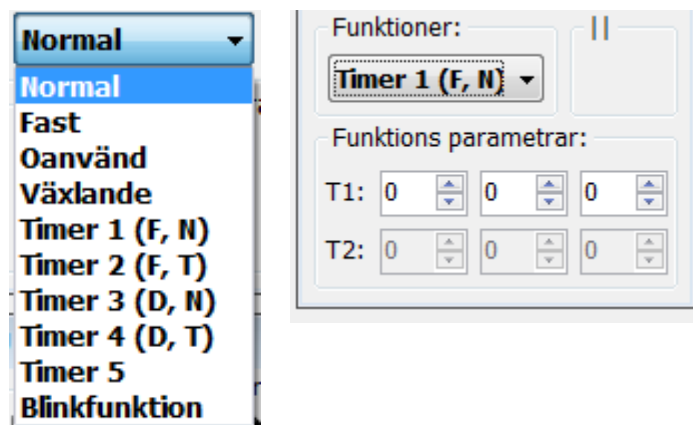 Normal
Normal
Fast
Oanvänd
Växlande
Timer 1 (F, N)
Timer 2 (F, T)
Timer 3 (D, N)
Timer 4 (D, T)
Timer 5
Blinkfunktion
Funktioner:
Timer 1 (F, N)
Funktions parametrar:
T1: 0 0 0
T2: 0 0 0